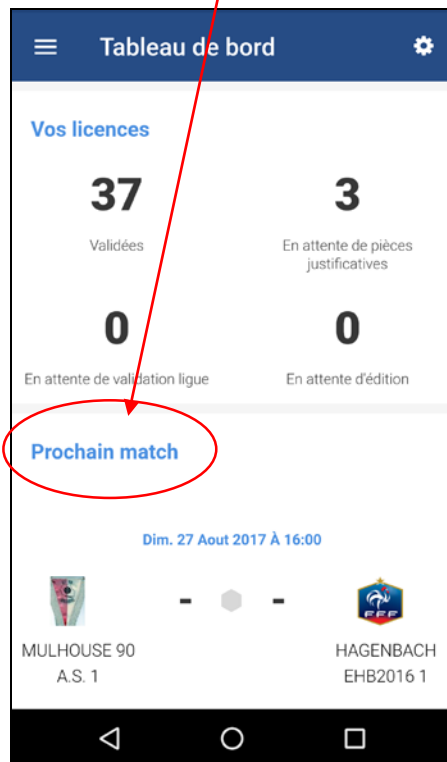 Tableau de bord
Vos licences
37
3
Validées
En attente de pièces
justificatives
0
0
En attente de validation ligue
En attente d'édition
Prochain match
Dim. 27 Aout 2017 À 16:00
- -
FFF
MULHOUSE 90
A.S. 1
HAGENBACH
EHB2016 1